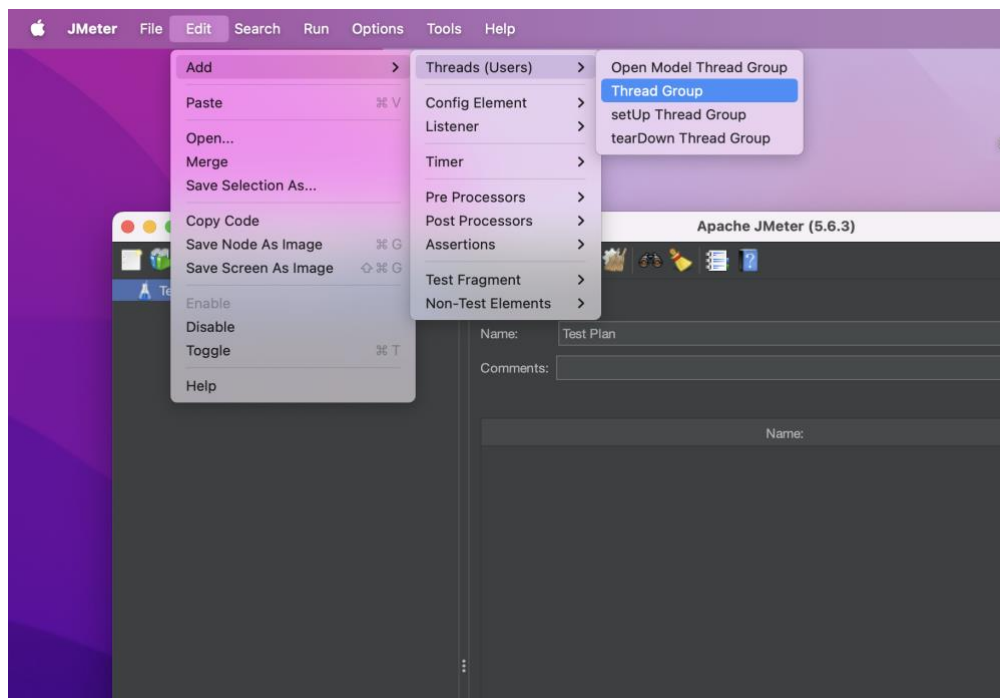 JMeter File Edit Search Run Options Tools Help
Add
Paste ⌘ V
Open...
Merge
Save Selection As...
Copy Code
Save Node As Image ⌘ G
Save Screen As Image ⇧ ⌘ G
Enable
Disable
Toggle ⌘ T
Help
Threads (Users)
Config Element
Listener
Timer
Pre Processors
Post Processors
Assertions
Test Fragment
Non-Test Elements
Open Model Thread Group
Thread Group
setUp Thread Group
tearDown Thread Group
Apache JMeter (5.6.3)
Te
Name: Test Plan
Comments:
Name: